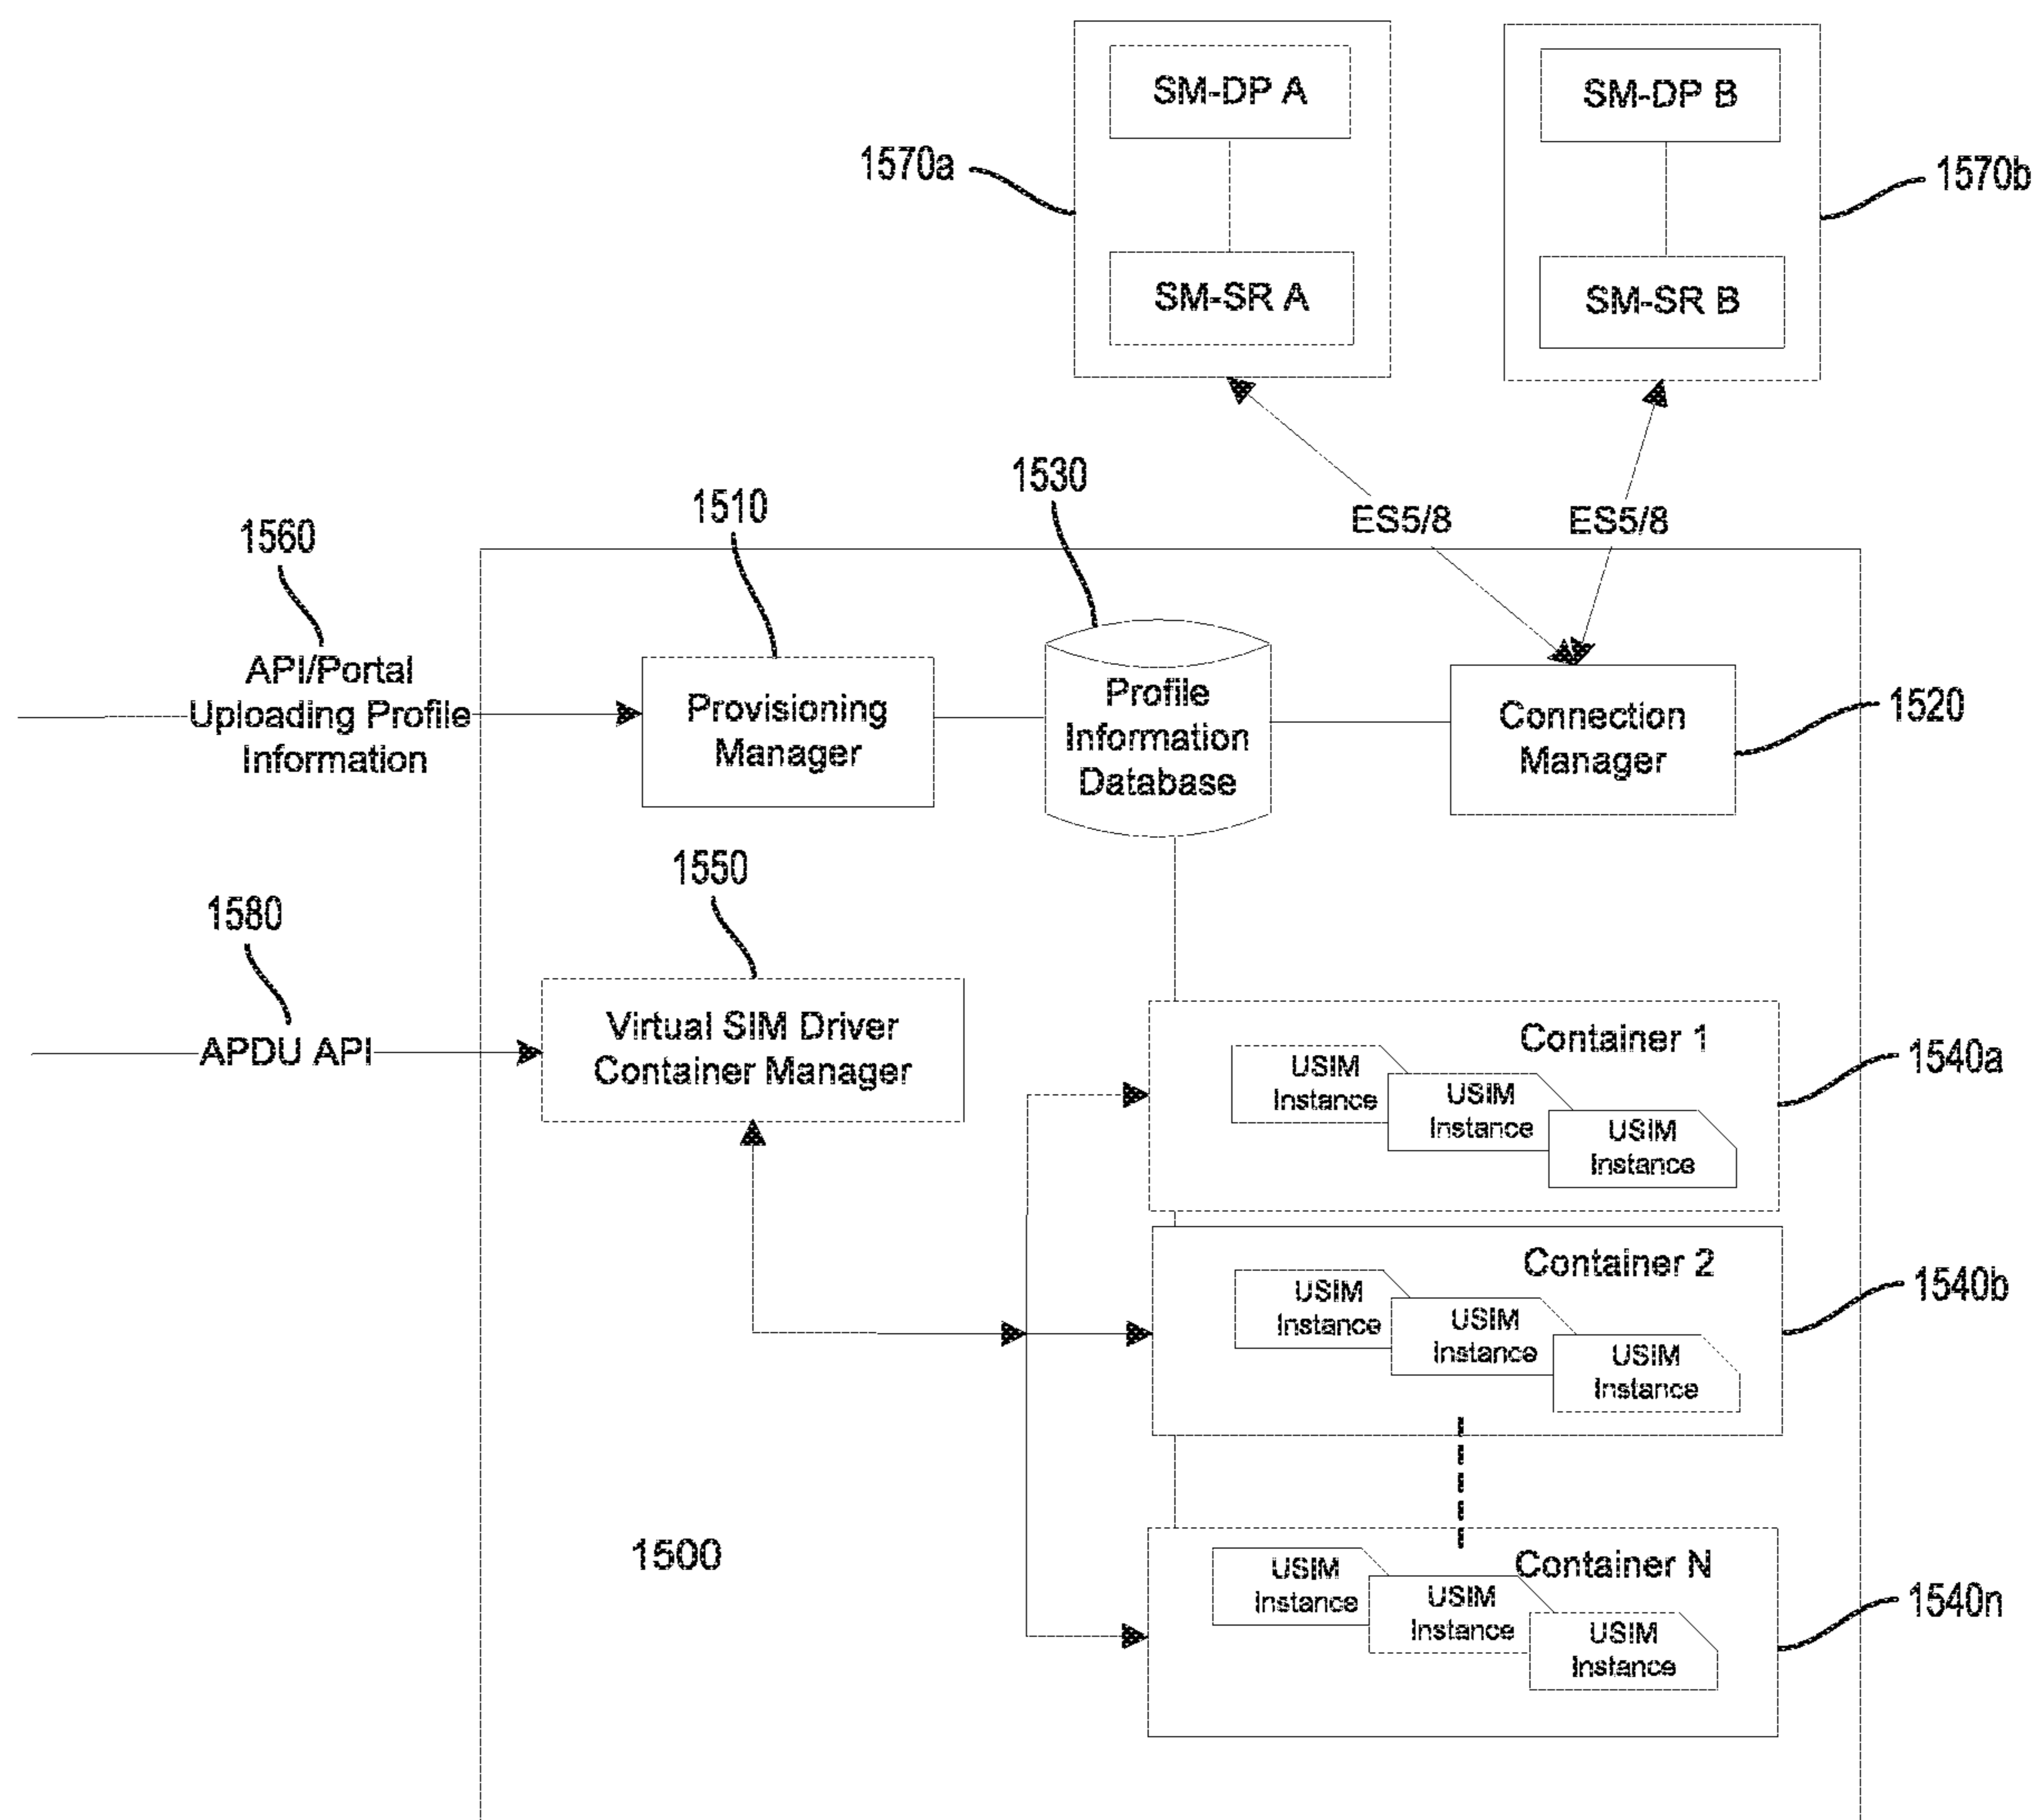 SM-DP A
SM-DP B
1570a
1570b
SM-SR A
SM-SR B
1530
1510
1560
ES5/8
ES5/8
API/Portal
Uploading Profile
Information
Provisioning
Manager
Profile
Information
Database
Connection
Manager
1520
1550
1580
APDU API
Virtual SIM Driver
Container Manager
Container 1
USIM
Instance
USIM
Instance
USIM
Instance
1540a
Container 2
USIM
Instance
USIM
Instance
USIM
Instance
1540b
1500
Container N
USIM
Instance
USIM
Instance
USIM
Instance
1540n